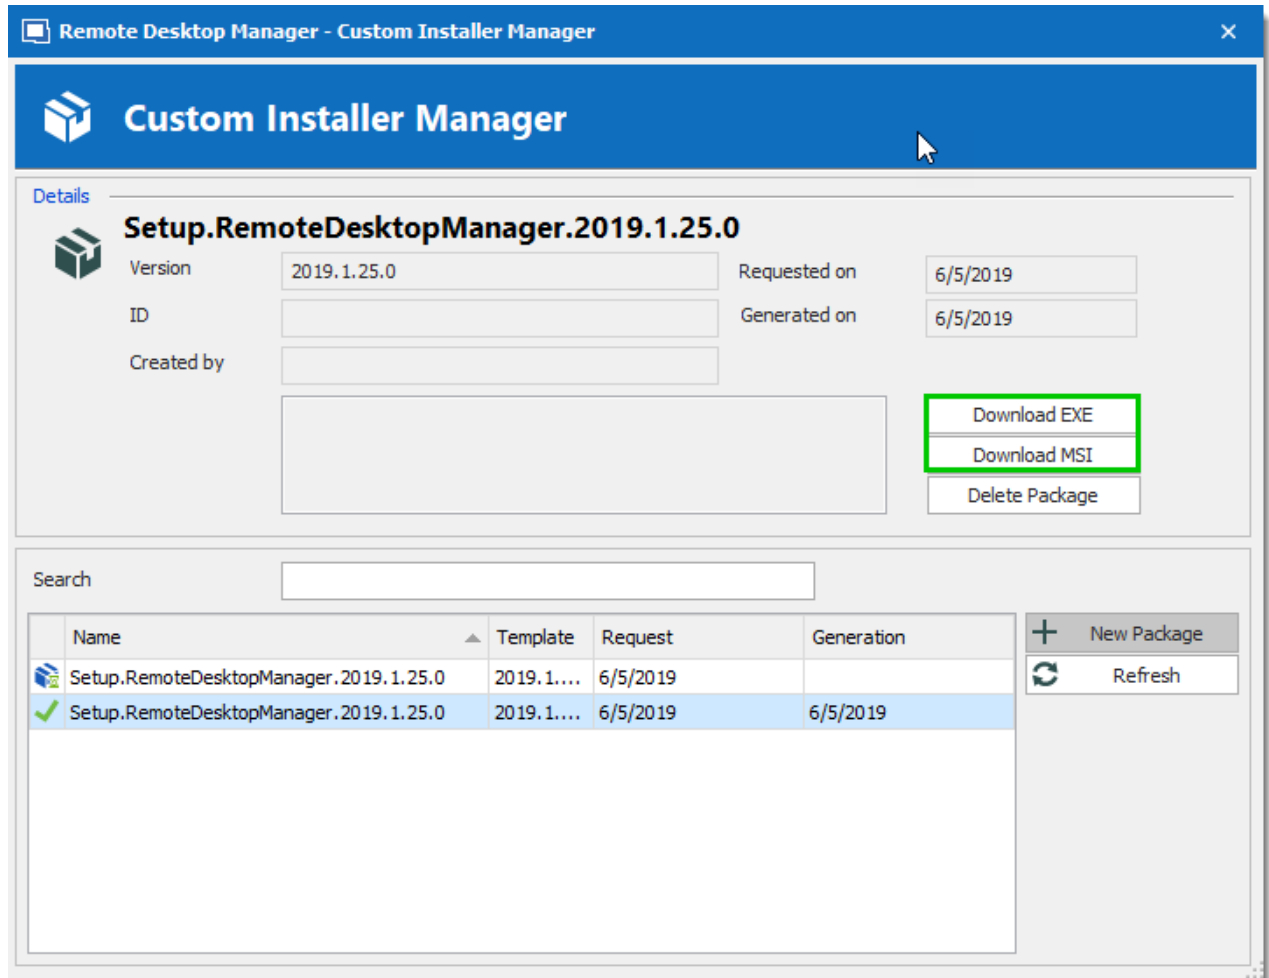 Remote Desktop Manager - Custom Installer Manager
Custom Installer Manager
Details
Setup.RemoteDesktopManager.2019.1.25.0
Version 2019.1.25.0 Requested on 6/5/2019
ID Generated on 6/5/2019
Created by
Download EXE
Download MSI
Delete Package
Search
Name Template Request Generation New Package
Setup.RemoteDesktopManager.2019.1.25.0 2019.1.... 6/5/2019 Refresh
Setup.RemoteDesktopManager.2019.1.25.0 2019.1.... 6/5/2019 6/5/2019